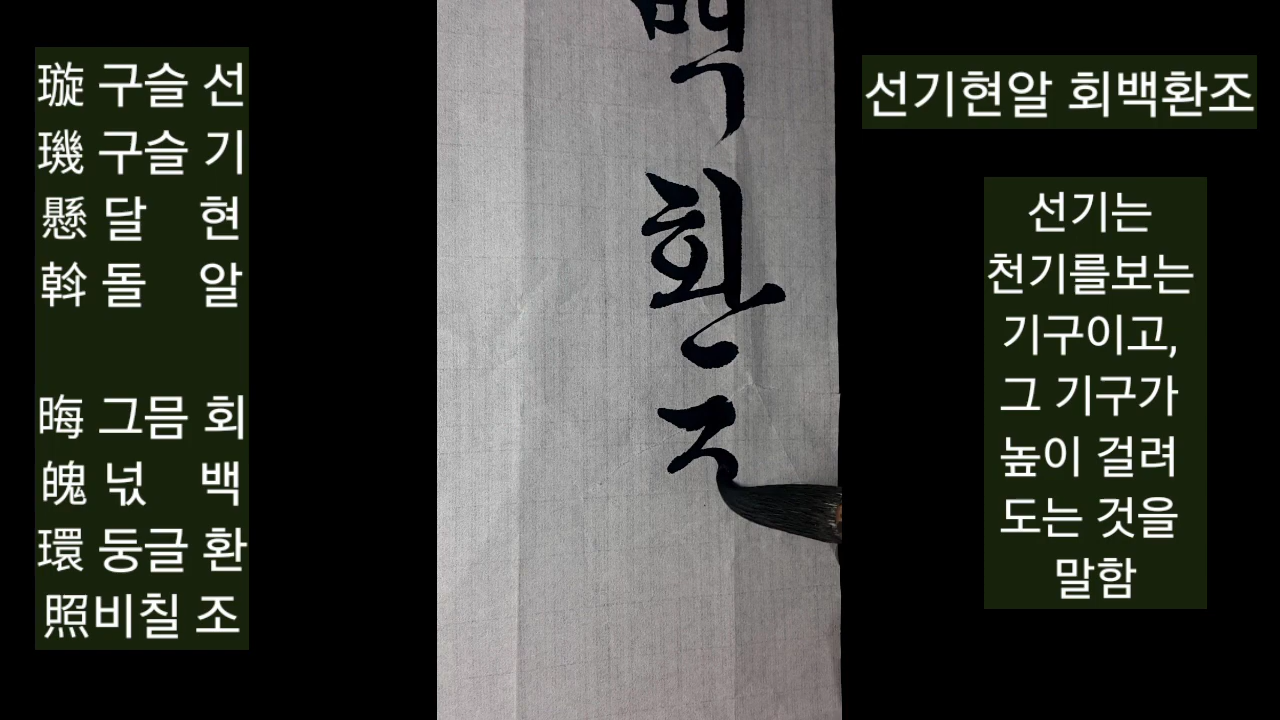 璇 구슬 선
璣 구슬 기
懸 달 현
斡 돌 알
晦 그믐 회
魄 넋 백
環 둥글 환
照비칠 조
백
환
조
선기현알 회백환조
선기는
천기를보는
기구이고,
그 기구가
높이 걸려
도는 것을
말함